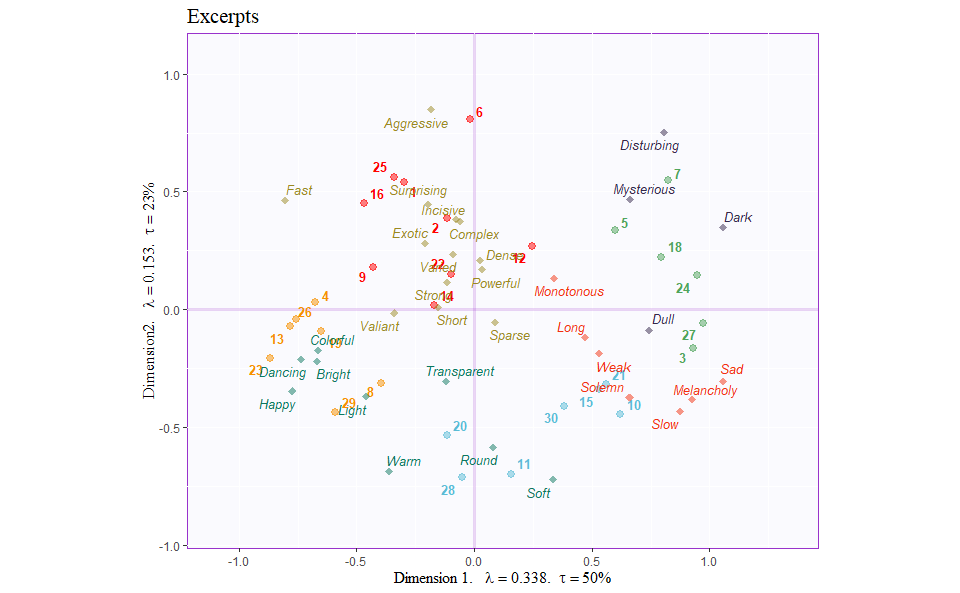 Excerpts
1.0
0.5
0.0
-0.5
-1.0
Dimension2. λ = 0.153. τ = 23%
Aggressive
6
Disturbing
25
7
Fast
16
Surprising
1
Mysterious
Incisive
Dark
2
Exotic
Complex
5
18
Varied
22
Dense
12
9
Powerful
24
Strong
14
Monotonous
4
26
Valiant
Short
Sparse
Long
Dull
13
Colorful
19
27
3
23
Dancing
Bright
Transparent
Weak
21
Sad
Happy
8
Solemn
Melancholy
29
Light
15
10
30
Slow
20
Warm
Round
11
28
Soft
-1.0
-0.5
0.0
0.5
1.0
Dimension 1. λ = 0.338. τ = 50%